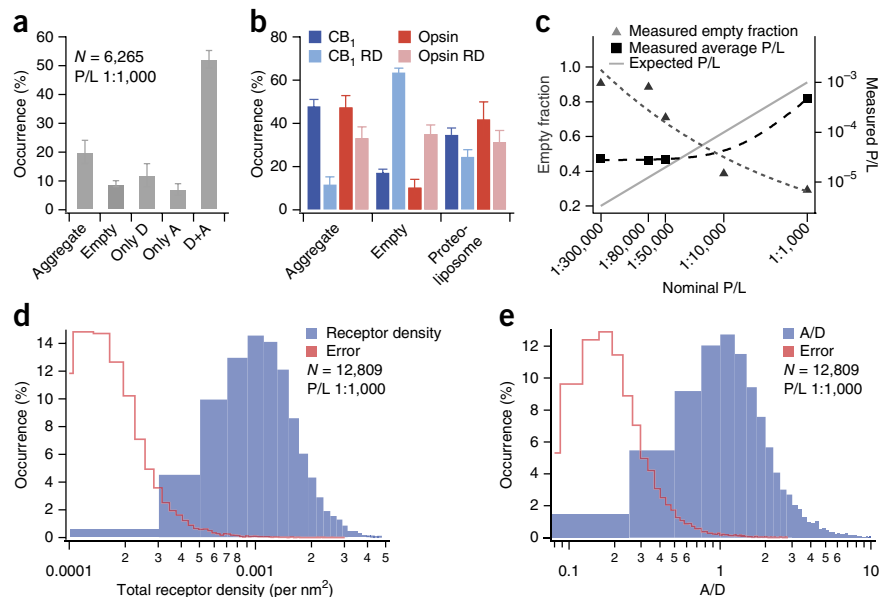 a
Occurrence (%)
60
50
40
30
20
10
0
N = 6,265
P/L 1:1,000
Aggregate
Empty
Only D
Only A
D+A
b
Occurrence (%)
80
60
40
20
0
CB1
CB1 RD
Opsin
Opsin RD
Aggregate
Empty
Proteo-
liposome
c
Measured empty fraction
Measured average P/L
Expected P/L
Empty fraction
1.0
0.8
0.6
0.4
0.2
Measured P/L
10−3
10−4
10−5
1:300,000
1:80,000
1:50,000
1:10,000
1:1,000
Nominal P/L
d
Occurrence (%)
14
12
10
8
6
4
2
0
Receptor density
Error
N = 12,809
P/L 1:1,000
2 3 4 5 6 7 8 2 3 4 5
0.0001 0.001
Total receptor density (per nm2)
e
Occurrence (%)
12
10
8
6
4
2
0
A/D
Error
N = 12,809
P/L 1:1,000
2 3 4 5 6 2 3 4 5 6
0.1 1 10
A/D